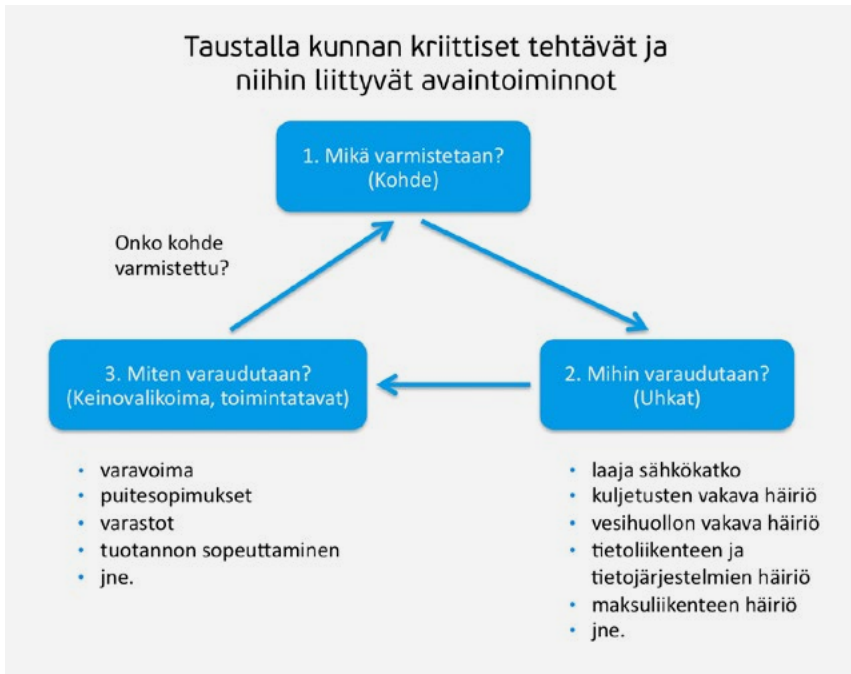 Taustalla kunnan kriittiset tehtävät ja
niihin liittyvät avaintoiminnot
1. Mikä varmistetaan?
(Kohde)
Onko kohde
varmistettu?
3. Miten varaudutaan?
(Keinovalikoima, toimintatavat)
2. Mihin varaudutaan?
(Uhkat)
• varavoima
• puitesopimukset
• varastot
• tuotannon sopeuttaminen
• jne.
• laaja sähkökatko
• kuljetusten vakava häiriö
• vesihuollon vakava häiriö
• tietoliikenteen ja
tietojärjestelmien häiriö
• maksuliikenteen häiriö
• jne.